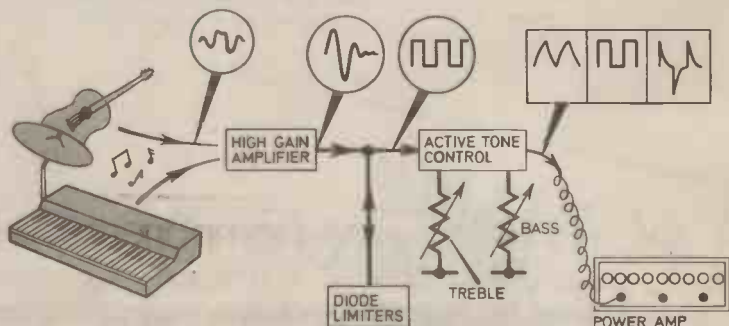 HIGH GAIN
AMPLIFIER
ACTIVE TONE
CONTROL
BASS
TREBLE
DIODE
LIMITERS
POWER AMP